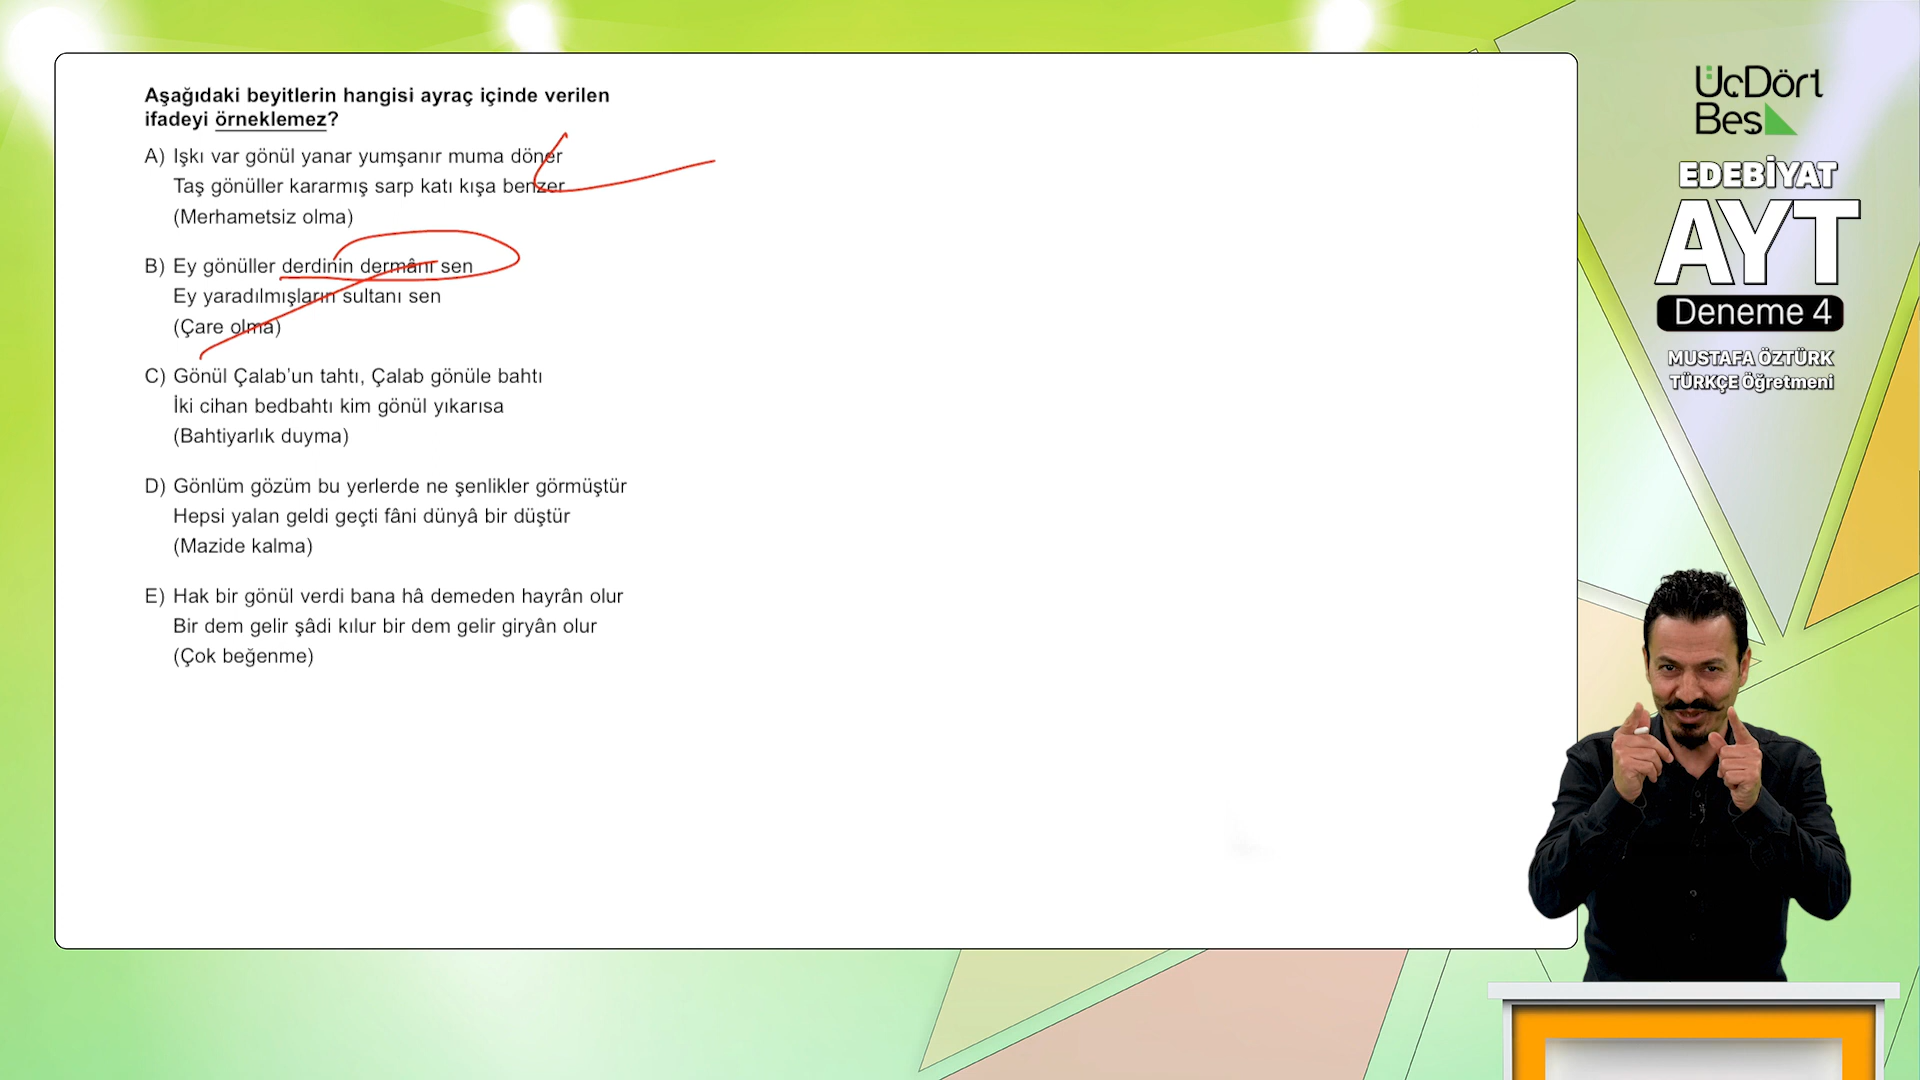 Aşağıdaki beyitlerin hangisi ayraç içinde verilen
ifadeyi örneklemez?
A) Işkı var gönül yanar yumşanır muma döner
Taş gönüller kararmış sarp katı kışa benzer
(Merhametsiz olma)
B) Ey gönüller derdinin dermânı sen
Ey yaradılmışların sultanı sen
(Çare olma)
C) Gönül Çalab'un tahtı, Çalab gönüle bahtı
İki cihan bedbahtı kim gönül yıkarısa
(Bahtiyarlık duyma)
D) Gönlüm gözüm bu yerlerde ne şenlikler görmüştür
Hepsi yalan geldi geçti fâni dünyâ bir düştür
(Mazide kalma)
E) Hak bir gönül verdi bana hâ demeden hayrân olur
Bir dem gelir şâdi kılur bir dem gelir giryân olur
(Çok beğenme)
ÜçDört
Beş
EDEBİYAT
AYT
Deneme 4
MUSTAFA ÖZTÜRK
TÜRKÇE Öğretmeni